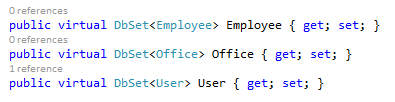 0 references
public virtual DbSet<Employee> Employee { get; set; }
0 references
public virtual DbSet<Office> Office { get; set; }
1 reference
public virtual DbSet<User> User { get; set; }